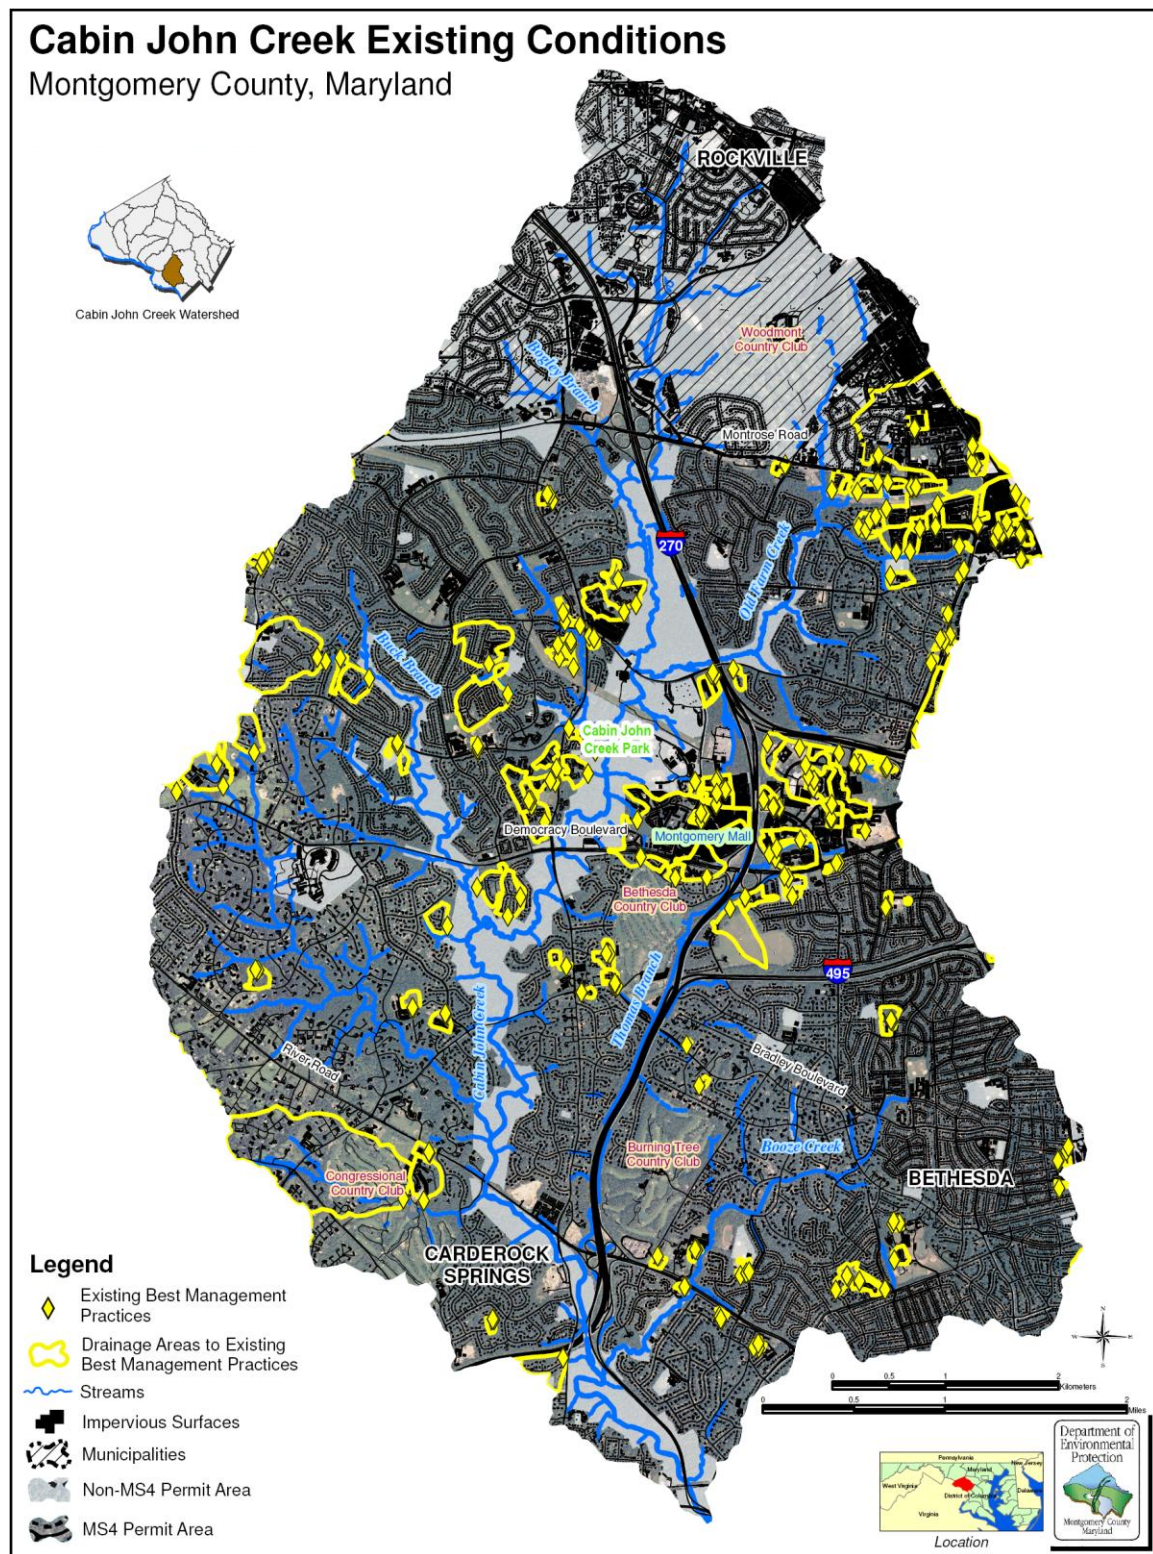 Cabin John Creek Existing Conditions
Montgomery County, Maryland
Cabin John Creek Watershed
ROCKVILLE
Woodmont
Country Club
Bogley Branch
Montrose Road
270
Old Farm Creek
Buck Branch
Cabin John
Creek Park
Democracy Boulevard
Montgomery Mall
Bethesda
Country Club
495
Thomas Branch
Cabin John Creek
River Road
Bradley Boulevard
Burning Tree
Country Club
Booze Creek
BETHESDA
Congressional
Country Club
CARDEROCK
SPRINGS
Legend
Existing Best Management
Practices
Drainage Areas to Existing
Best Management Practices
Streams
Impervious Surfaces
Municipalities
Non-MS4 Permit Area
MS4 Permit Area
N
W
E
S
0 0.5 1 2
Kilometers
0 0.5 1 2
Miles
Pennsylvania
Maryland
New Jersey
West Virginia
District of Columbia
Delaware
Virginia
Location
Department of
Environmental
Protection
Montgomery County
Maryland